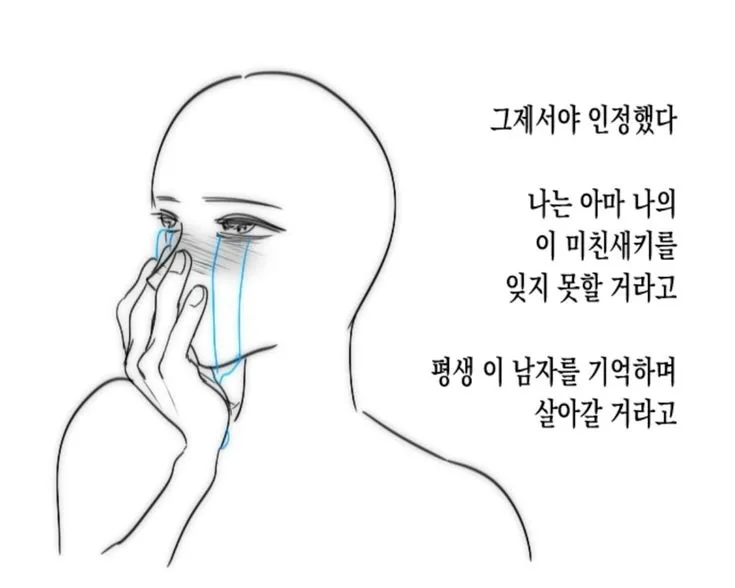 그제서야 인정했다
나는 아마 나의
이 미친새키를
잊지 못할 거라고
평생 이 남자를 기억하며
살아갈 거라고